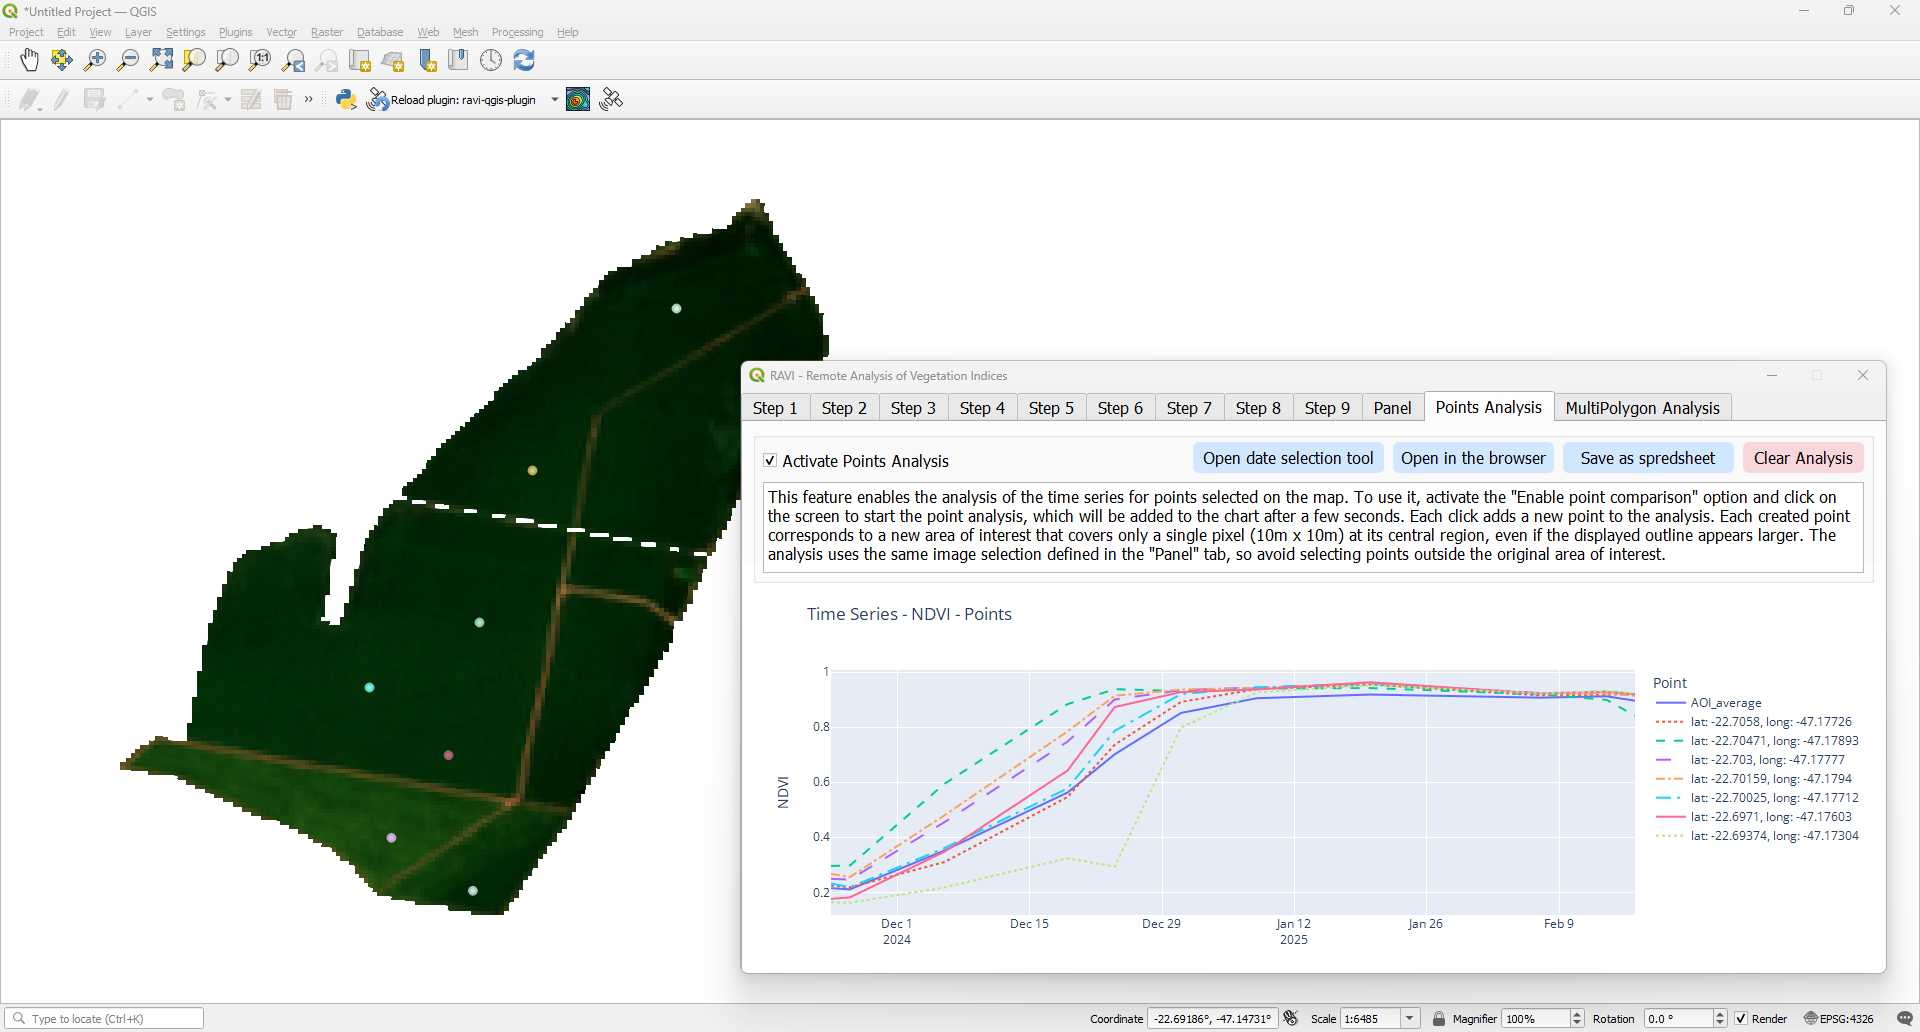 *Untitled Project — QGIS
Project Edit View Layer Settings Plugins Vector Raster Database Web Mesh Processing Help
1:1
» Reload plugin: ravi-qgis-plugin
RAVI - Remote Analysis of Vegetation Indices
Step 1 Step 2 Step 3 Step 4 Step 5 Step 6 Step 7 Step 8 Step 9 Panel Points Analysis MultiPolygon Analysis
Activate Points Analysis Open date selection tool Open in the browser Save as spredsheet Clear Analysis
This feature enables the analysis of the time series for points selected on the map. To use it, activate the "Enable point comparison" option and click on
the screen to start the point analysis, which will be added to the chart after a few seconds. Each click adds a new point to the analysis. Each created point
corresponds to a new area of interest that covers only a single pixel (10m x 10m) at its central region, even if the displayed outline appears larger. The
analysis uses the same image selection defined in the "Panel" tab, so avoid selecting points outside the original area of interest.
Time Series - NDVI - Points
1
0.8
0.6
0.4
0.2
NDVI
Dec 1 Dec 15 Dec 29 Jan 12 Jan 26 Feb 9
2024 2025
Point
AOI_average
lat: -22.7058, long: -47.17726
lat: -22.70471, long: -47.17893
lat: -22.703, long: -47.17777
lat: -22.70159, long: -47.1794
lat: -22.70025, long: -47.17712
lat: -22.6971, long: -47.17603
lat: -22.69374, long: -47.17304
Type to locate (Ctrl+K) Coordinate -22.69186°, -47.14731° Scale 1:6485 Magnifier 100% Rotation 0.0 ° Render EPSG:4326